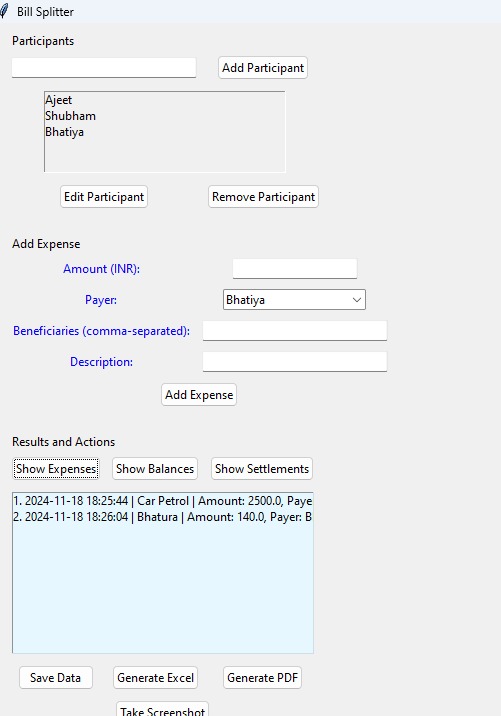 Bill Splitter
Participants
Add Participant
Ajeet
Shubham
Bhatiya
Edit Participant Remove Participant
Add Expense
Amount (INR):
Payer: Bhatiya
Beneficiaries (comma-separated):
Description:
Add Expense
Results and Actions
Show Expenses Show Balances Show Settlements
1. 2024-11-18 18:25:44 | Car Petrol | Amount: 2500.0, Paye
2. 2024-11-18 18:26:04 | Bhatura | Amount: 140.0, Payer: B
Save Data Generate Excel Generate PDF
Take Screenshot